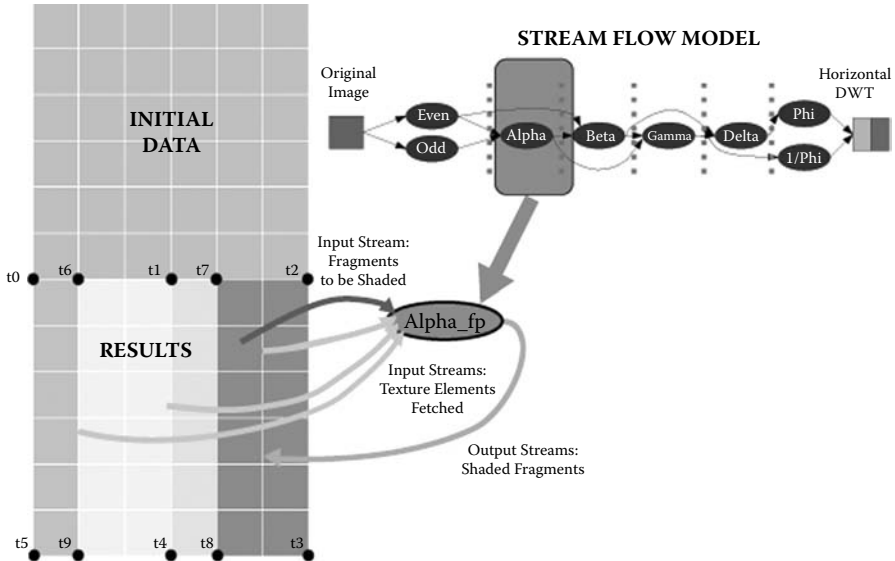 STREAM FLOW MODEL
Original
Image
Horizontal
DWT
Even
Odd
Alpha
Beta
Gamma
Delta
Phi
1/Phi
INITIAL
DATA
t0
t6
t1
t7
t2
Input Stream:
Fragments
to be Shaded
Alpha_fp
RESULTS
Input Streams:
Texture Elements
Fetched
Output Streams:
Shaded Fragments
t5
t9
t4
t8
t3